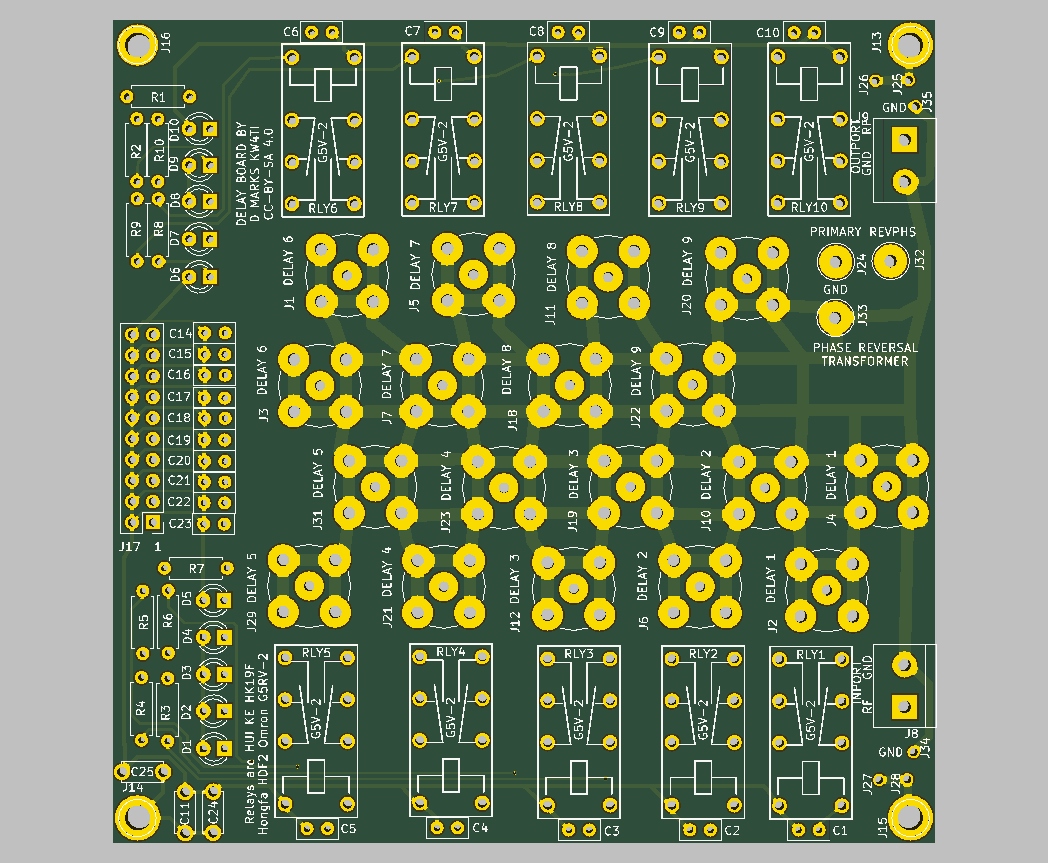 C6
C7
C8
C9
C10
J16
J13
R1
J26
J25
J35
GND
D10
R2
R10
D9
D8
R9
R8
D7
D6
DELAY BOARD BY
D MARKS KW4TI
CC-BY-SA 4.0
G5V-2
G5V-2
G5V-2
G5V-2
G5V-2
RLY6
RLY7
RLY8
RLY9
RLY10
OUTPORT
RF
GND
PRIMARY REVPHS
J24
J32
GND
J33
PHASE REVERSAL
TRANSFORMER
J1 DELAY 6
J5 DELAY 7
J11 DELAY 8
J20 DELAY 9
C14
C15
C16
C17
C18
C19
C20
C21
C22
C23
J17 1
J3 DELAY 6
J7 DELAY 7
J18 DELAY 8
J22 DELAY 9
J31 DELAY 5
J23 DELAY 4
J19 DELAY 3
J10 DELAY 2
J4 DELAY 1
J29 DELAY 5
J21 DELAY 4
J12 DELAY 3
J6 DELAY 2
J2 DELAY 1
R7
D5
R5
R6
D4
D3
R4
R3
D2
D1
C25
J14
C11
C24
Relays are HUI KE HK19F
Hongfa HDF2 Omron G5RV-2
RLY5
RLY4
RLY3
RLY2
RLY1
G5V-2
G5V-2
G5V-2
G5V-2
G5V-2
INPORT
GND
RF
J8
GND
J34
J27
J28
J15
C5
C4
C3
C2
C1